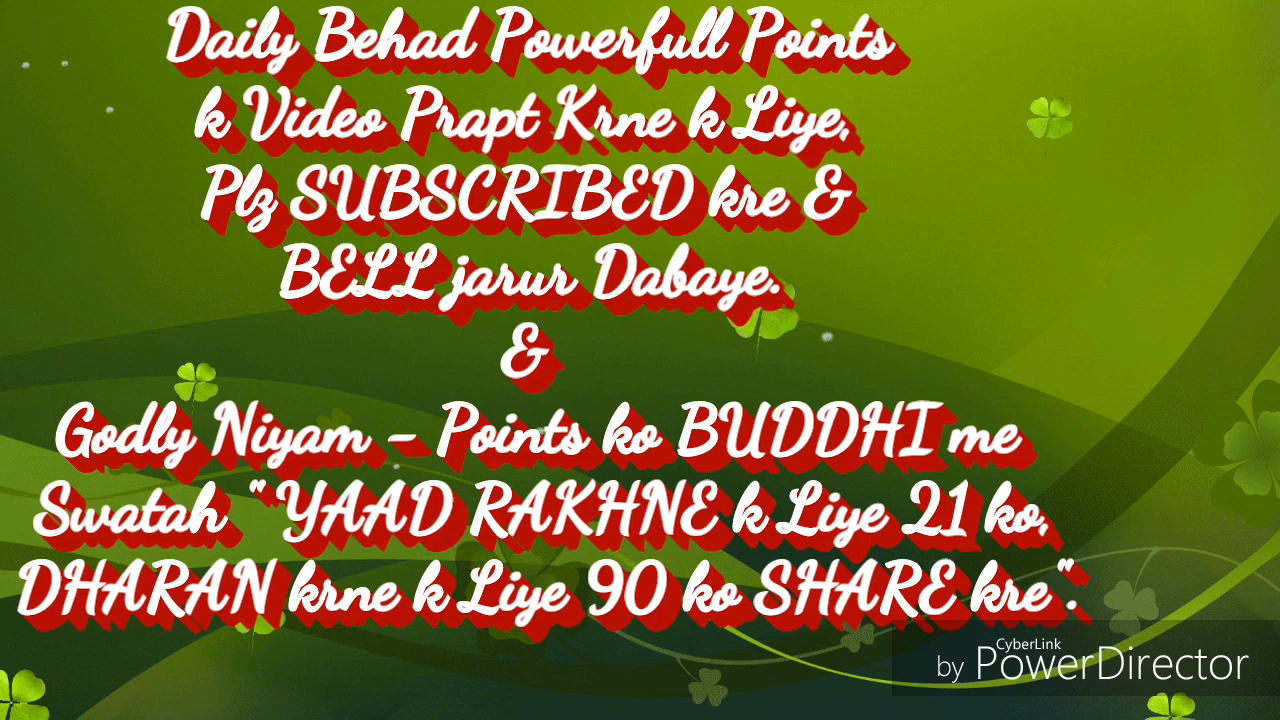 Daily Behad Powerfull Points
k Video Prapt Krne k Liye,
Plz SUBSCRIBED kre &
BELL jarur Dabaye.
&
Godly Niyam - Points ko BUDDHI me
Swatah "YAAD RAKHNE k Liye 21 ko,
DHARAN krne k Liye 90 ko SHARE kre".
CyberLink
by PowerDirector